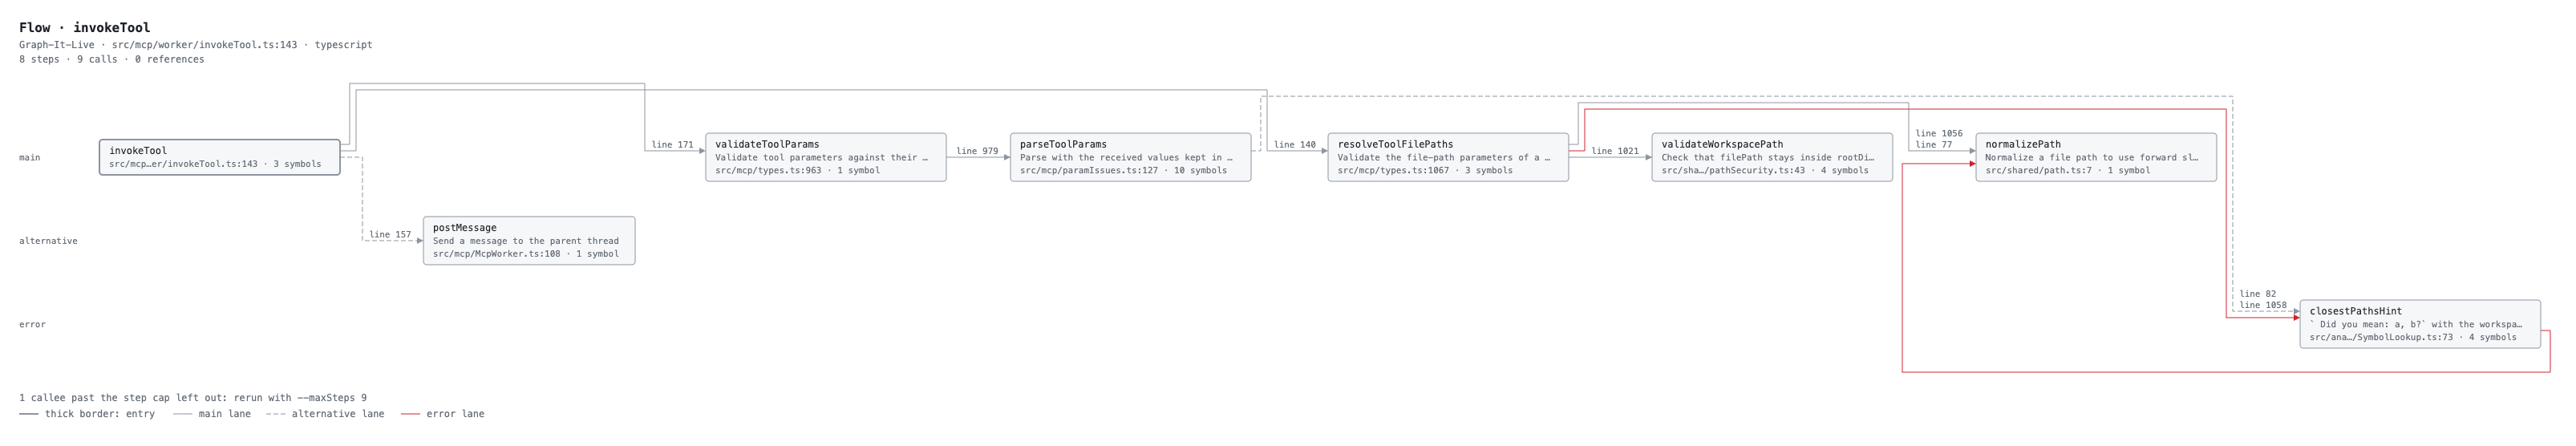 Flow · invokeTool
Graph-It-Live · src/mcp/worker/invokeTool.ts:143 · typescript
8 steps · 9 calls · 0 references
main
invokeTool
src/mcp…er/invokeTool.ts:143 · 3 symbols
line 171
validateToolParams
Validate tool parameters against their …
src/mcp/types.ts:963 · 1 symbol
line 979
parseToolParams
Parse with the received values kept in …
src/mcp/paramIssues.ts:127 · 10 symbols
line 140
resolveToolFilePaths
Validate the file-path parameters of a …
src/mcp/types.ts:1067 · 3 symbols
line 1021
validateWorkspacePath
Check that filePath stays inside rootDi…
src/sha…/pathSecurity.ts:43 · 4 symbols
line 1056
line 77
normalizePath
Normalize a file path to use forward sl…
src/shared/path.ts:7 · 1 symbol
alternative
line 157
postMessage
Send a message to the parent thread
src/mcp/McpWorker.ts:108 · 1 symbol
error
line 82
line 1058
closestPathsHint
` Did you mean: a, b?` with the workspa…
src/ana…/SymbolLookup.ts:73 · 4 symbols
1 callee past the step cap left out: rerun with --maxSteps 9
thick border: entry
main lane
alternative lane
error lane